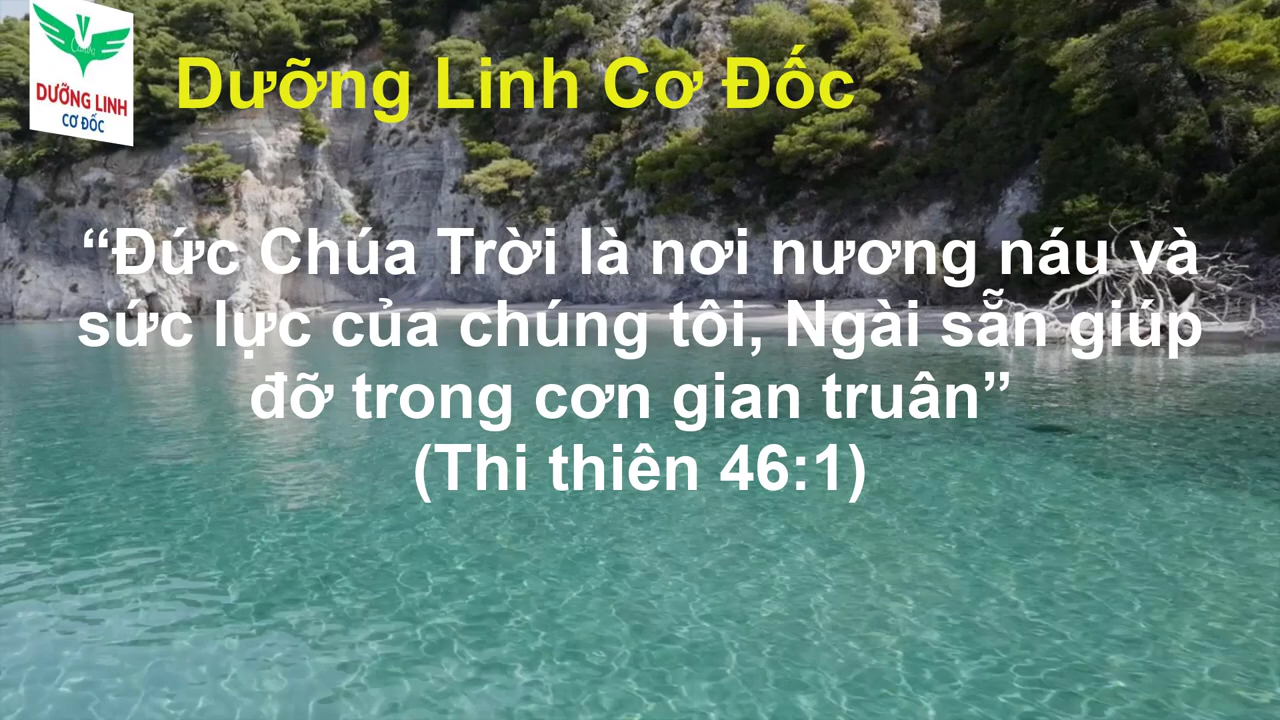 DƯỠNG LINH
CƠ ĐỐC
Dưỡng Linh Cơ Đốc
“Đức Chúa Trời là nơi nương náu và
sức lực của chúng tôi, Ngài sẵn giúp
đỡ trong cơn gian truân”
(Thi thiên 46:1)